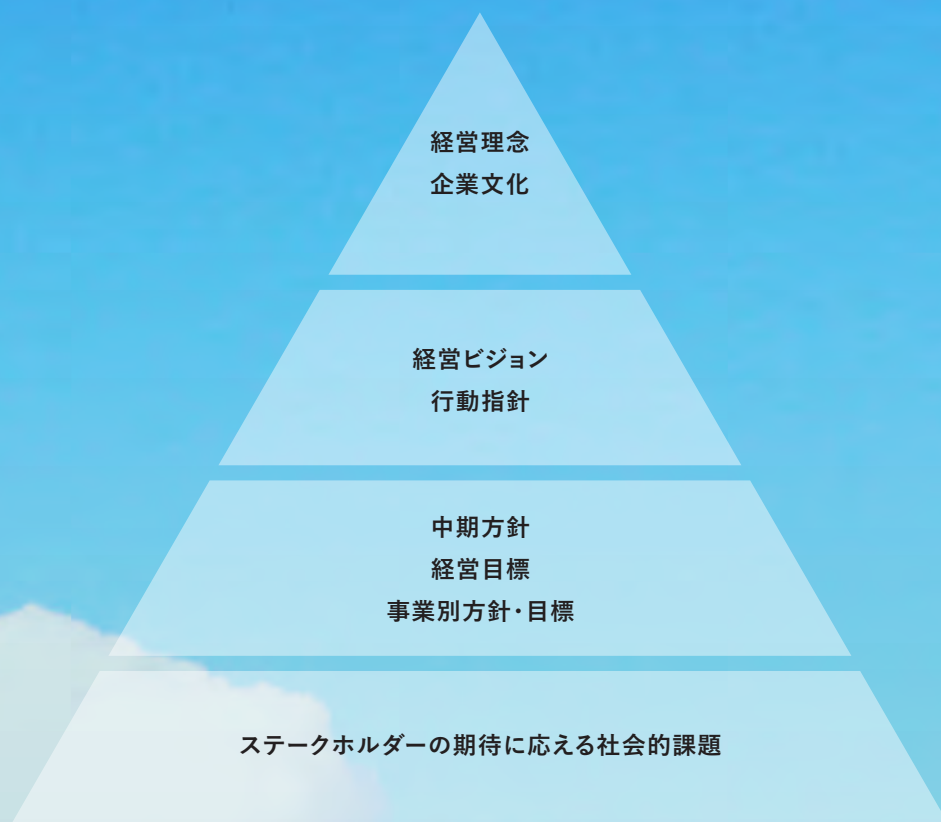 経営理念
企業文化
経営ビジョン
行動指針
中期方針
経営目標
事業別方針・目標
ステークホルダーの期待に応える社会的課題